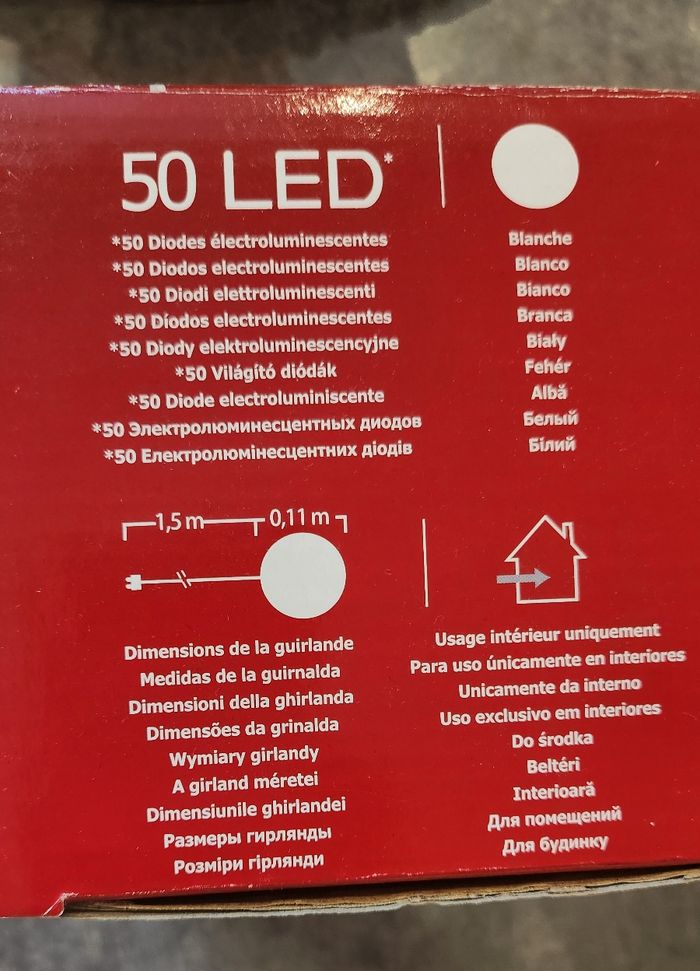 50 LED*
*50 Diodes électroluminescentes
*50 Diodos electroluminescentes
*50 Diodi elettroluminescenti
*50 Díodos electroluminescentes
*50 Diody elektroluminescencyjne
*50 Világító diódák
*50 Diode electroluminiscente
*50 Электролюминесцентных диодов
*50 Електролюмінесцентних діодів
Blanche
Blanco
Bianco
Branca
Biały
Fehér
Albă
Белый
Білий
1,5 m 0,11 m
Dimensions de la guirlande
Medidas de la guirnalda
Dimensioni della ghirlanda
Dimensões da grinalda
Wymiary girlandy
A girland méretei
Dimensiunile ghirlandei
Размеры гирлянды
Розміри гірлянди
Usage intérieur uniquement
Para uso únicamente en interiores
Unicamente da interno
Uso exclusivo em interiores
Do środka
Beltéri
Interioară
Для помещений
Для будинку